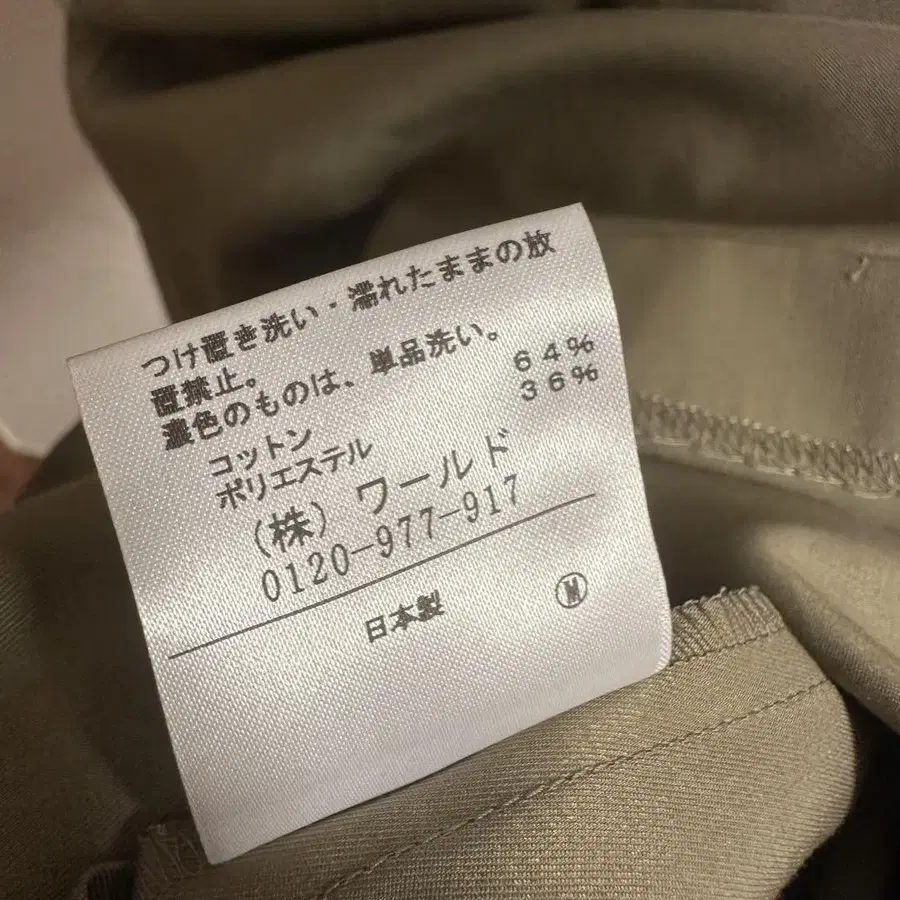 つけ置き洗い・濡れたままの放
置禁止。
濃色のものは、単品洗い。
コットン 64%
ポリエステル 36%
(株) ワールド
0120-977-917
日本製 Ⓜ